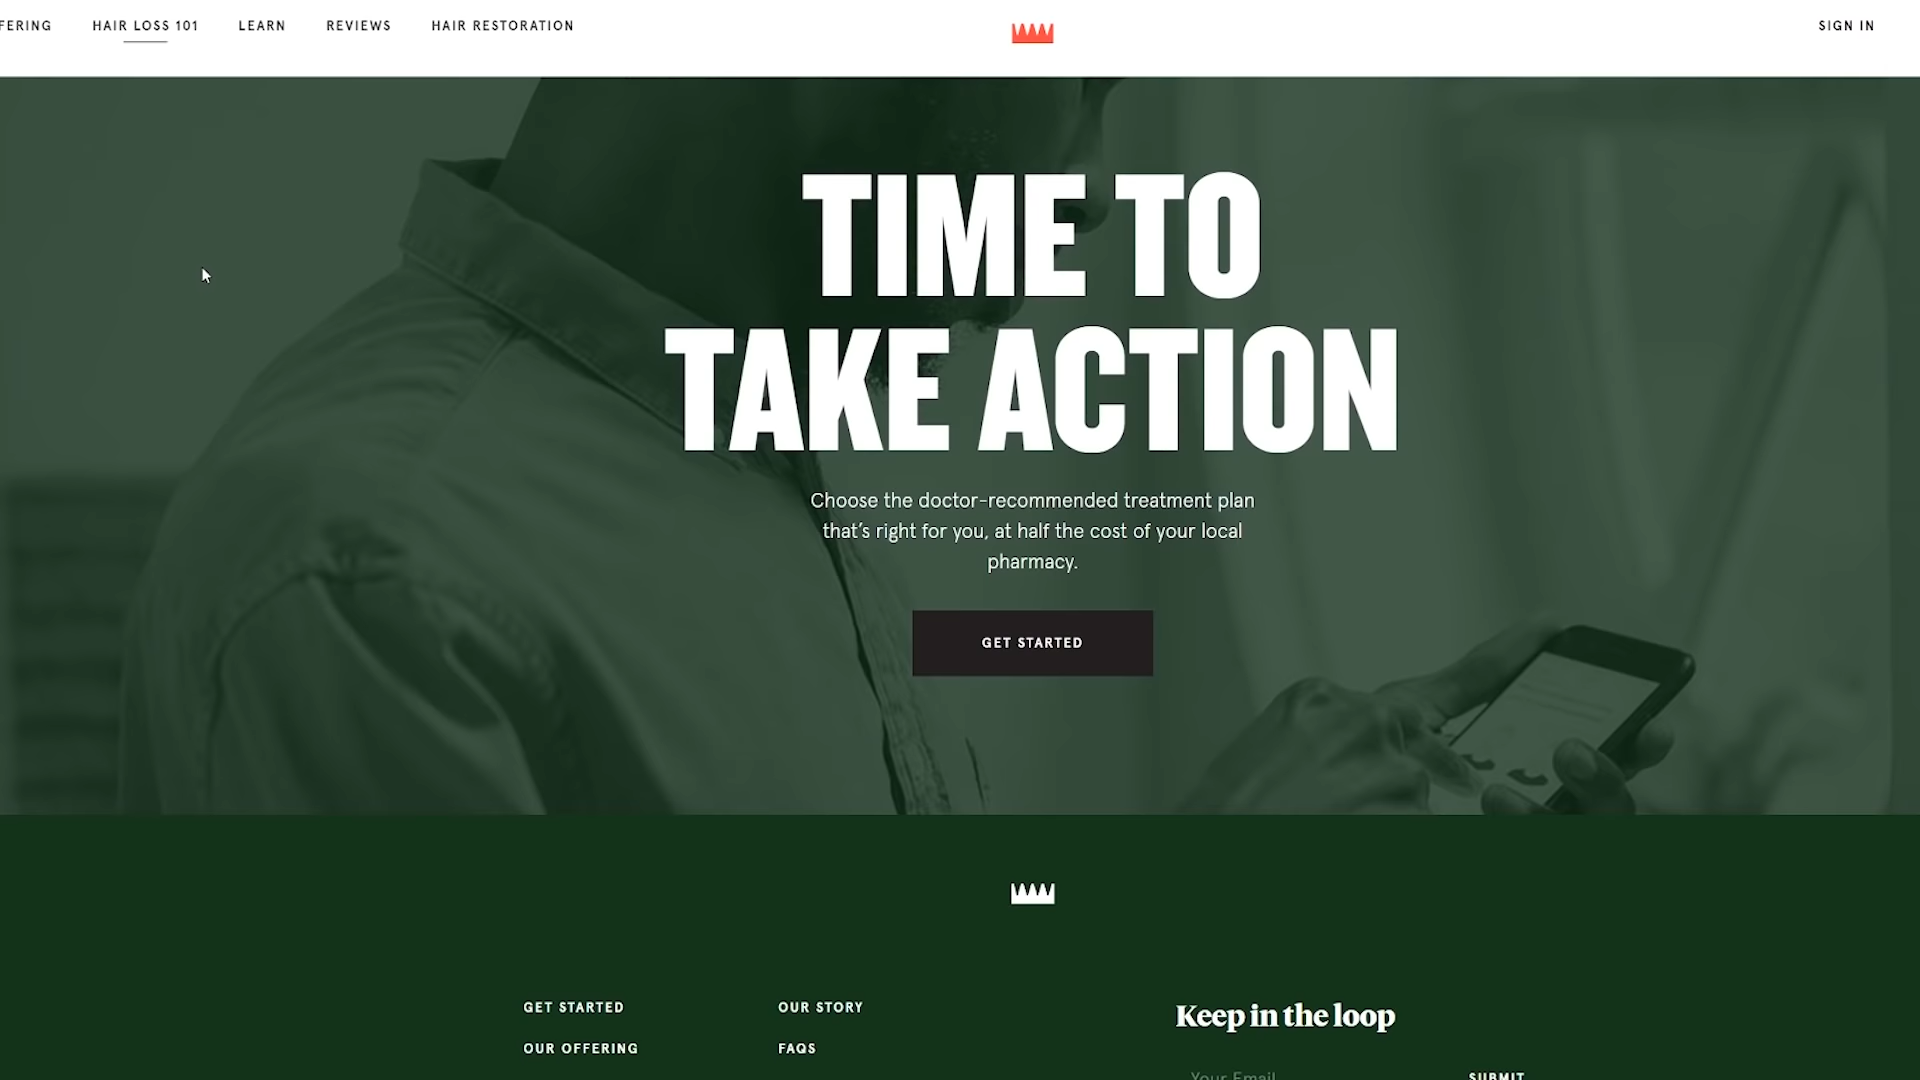 FERING HAIR LOSS 101 LEARN REVIEWS HAIR RESTORATION SIGN IN
TIME TO
TAKE ACTION
Choose the doctor-recommended treatment plan
that's right for you, at half the cost of your local
pharmacy.
GET STARTED
GET STARTED
OUR OFFERING
OUR STORY
FAQS
Keep in the loop
Your Email
SUBMIT